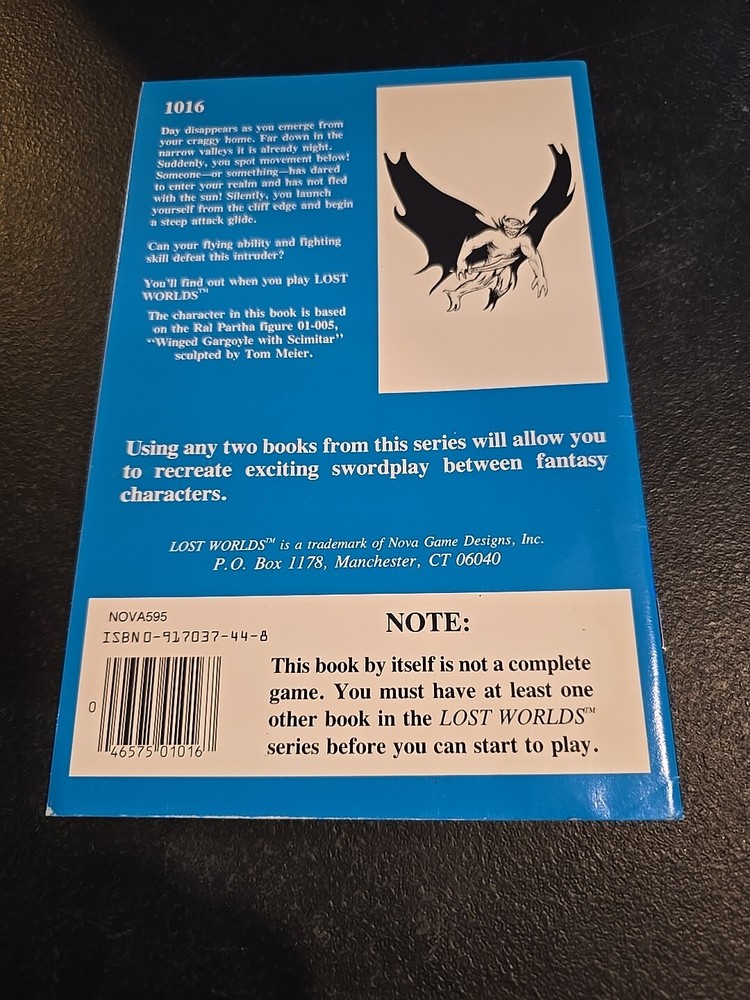 1016
Day disappears as you emerge from
your craggy home. Far down in the
narrow valleys it is already night.
Suddenly, you spot movement below!
Someone—or something—has dared
to enter your realm and has not fled
with the sun! Silently, you launch
yourself from the cliff edge and begin
a steep attack glide.
Can your flying ability and fighting
skill defeat this intruder?
You'll find out when you play LOST
WORLDS™
The character in this book is based
on the Ral Partha figure 01-005,
“Winged Gargoyle with Scimitar”
sculpted by Tom Meier.
Using any two books from this series will allow you
to recreate exciting swordplay between fantasy
characters.
LOST WORLDS™ is a trademark of Nova Game Designs, Inc.
P.O. Box 1178, Manchester, CT 06040
NOVA595
ISBN 0-917037-44-8
0 46575 01016
NOTE:
This book by itself is not a complete
game. You must have at least one
other book in the LOST WORLDS™
series before you can start to play.